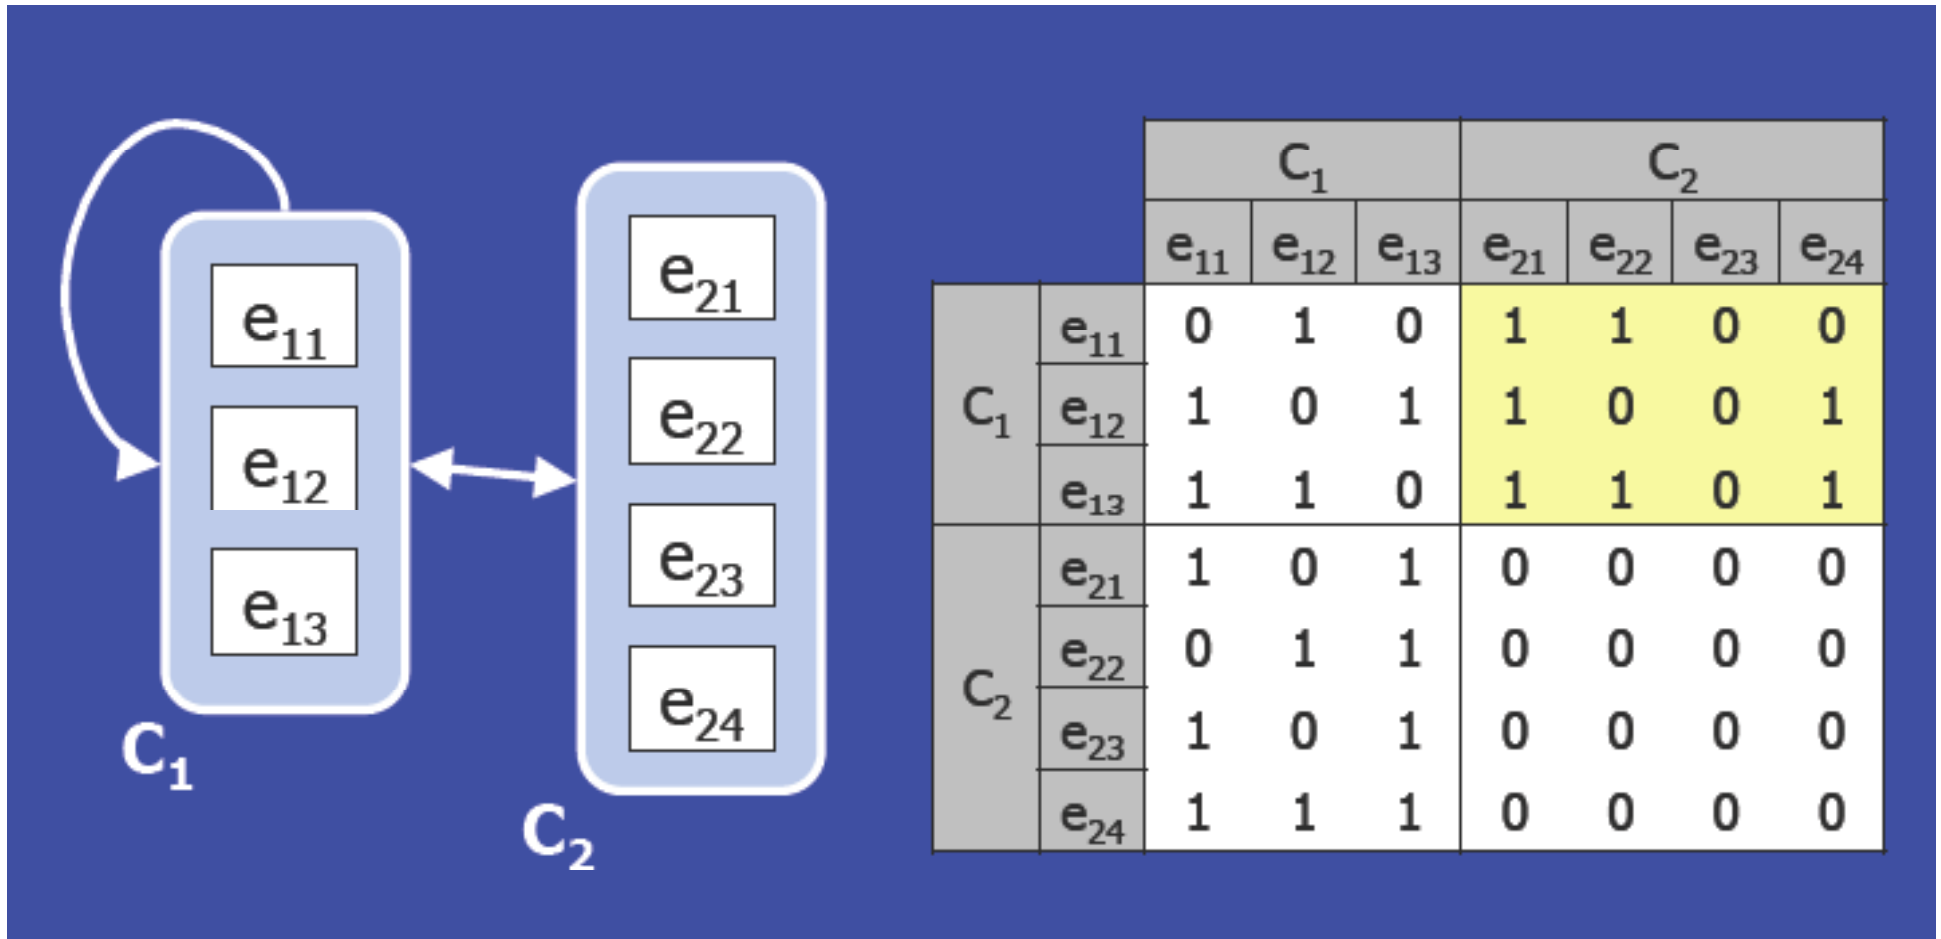 e11
e12
e13
C1
e21
e22
e23
e24
C2
C1 C2
e11 e12 e13 e21 e22 e23 e24
C1
e11 0 1 0 1 1 0 0
e12 1 0 1 1 0 0 1
e13 1 1 0 1 1 0 1
C2
e21 1 0 1 0 0 0 0
e22 0 1 1 0 0 0 0
e23 1 0 1 0 0 0 0
e24 1 1 1 0 0 0 0